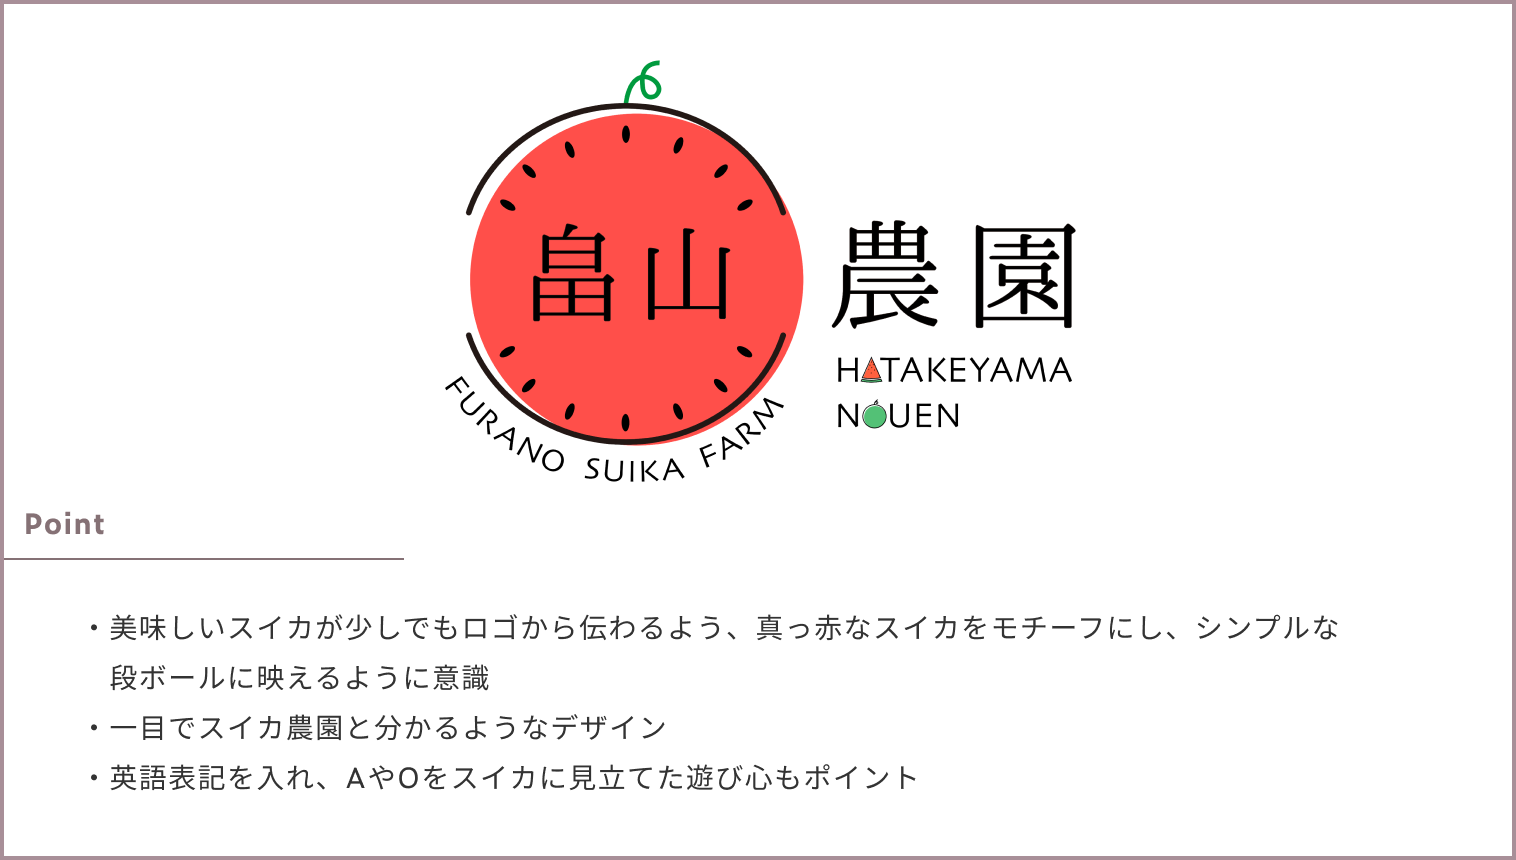 畠山農園
HATAKEYAMA
NOUEN
FURANO SUIKA FARM
Point
・美味しいスイカが少しでもロゴから伝わるよう、真っ赤なスイカをモチーフにし、シンプルな
段ボールに映えるように意識
・一目でスイカ農園と分かるようなデザイン
・英語表記を入れ、AやOをスイカに見立てた遊び心もポイント